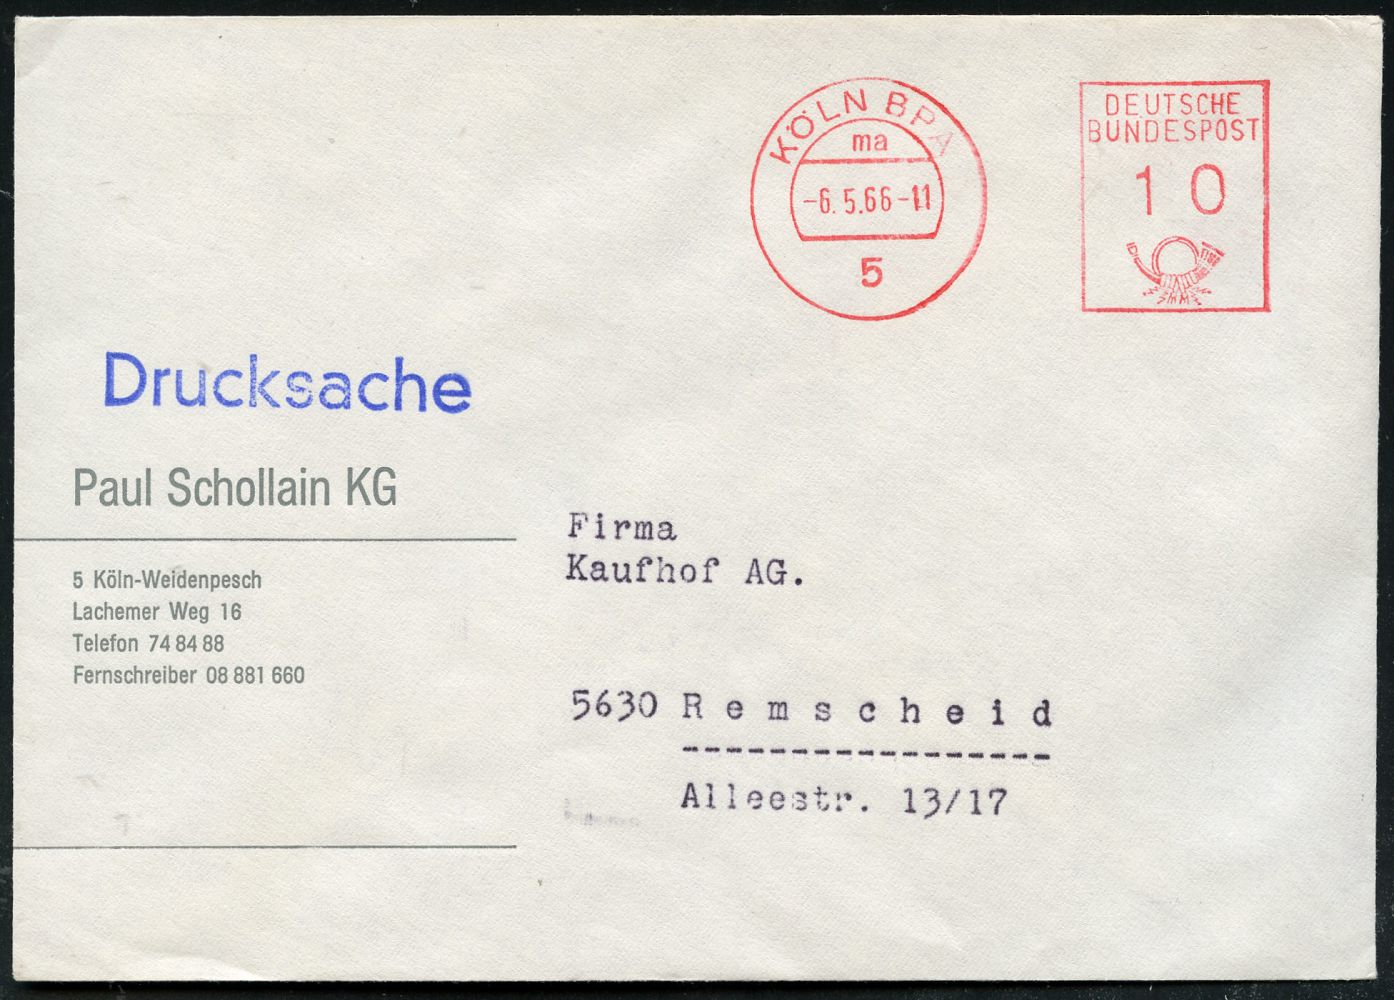 KÖLN BPA
ma
-6.5.66-11
5
DEUTSCHE
BUNDESPOST
10
Drucksache
Paul Schollain KG
5 Köln-Weidenpesch
Lachemer Weg 16
Telefon 74 84 88
Fernschreiber 08 881 660
Firma
Kaufhof AG.
5630 Remscheid
-----------------
Alleestr. 13/17